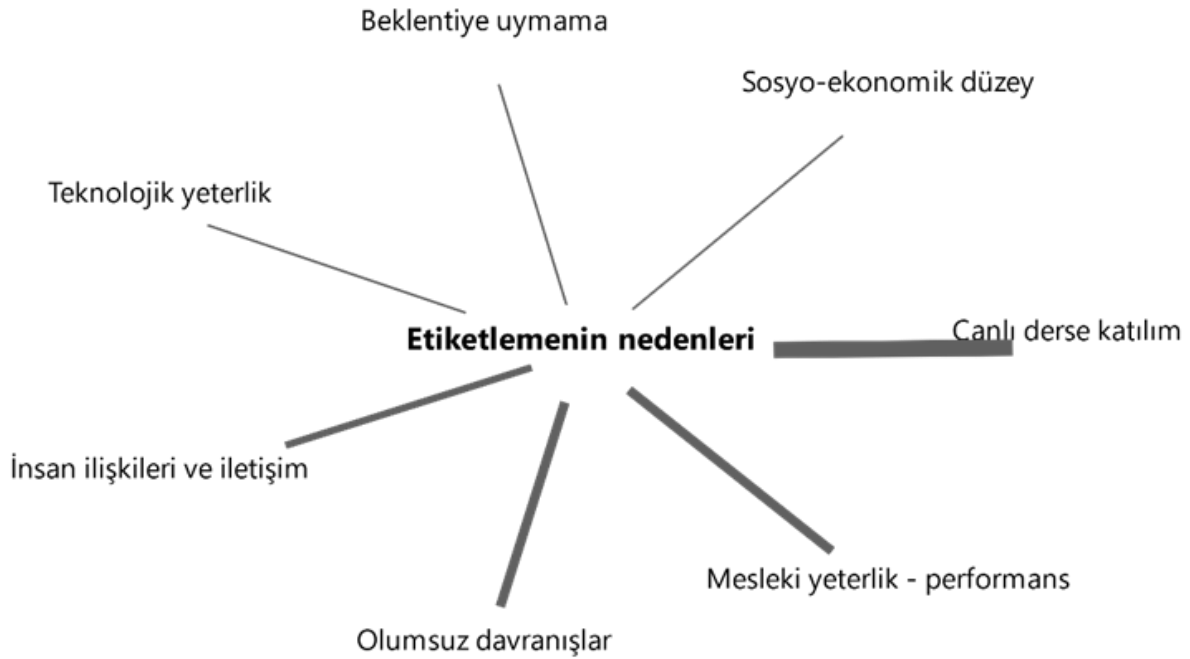 Beklentiye uymama
Sosyo-ekonomik düzey
Teknolojik yeterlik
Etiketlemenin nedenleri
Canlı derse katılım
İnsan ilişkileri ve iletişim
Mesleki yeterlik - performans
Olumsuz davranışlar